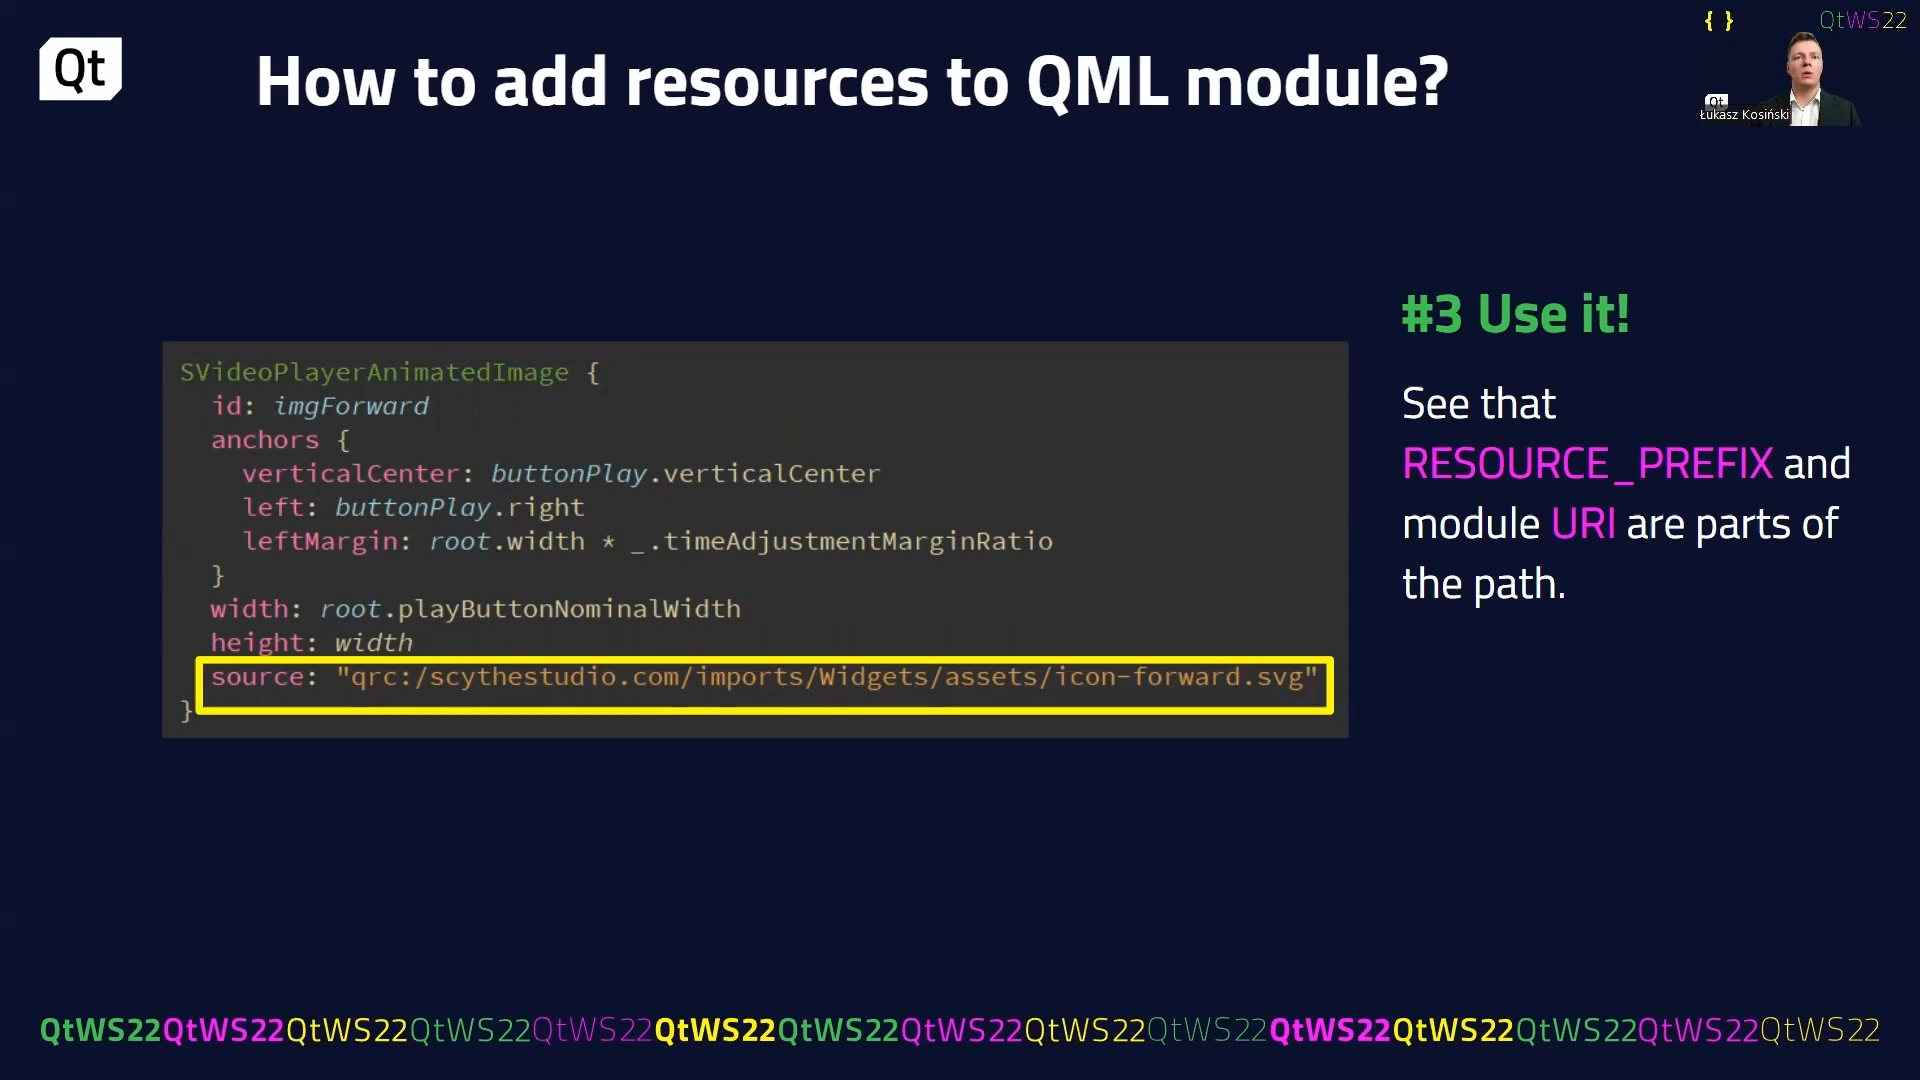 { } QtWS22
Qt
How to add resources to QML module?
Qt
Łukasz Kosiński
#3 Use it!
See that
RESOURCE_PREFIX and
module URI are parts of
the path.
SVideoPlayerAnimatedImage {
id: imgForward
anchors {
verticalCenter: buttonPlay.verticalCenter
left: buttonPlay.right
leftMargin: root.width * _.timeAdjustmentMarginRatio
}
width: root.playButtonNominalWidth
height: width
source: "qrc:/scythestudio.com/imports/Widgets/assets/icon-forward.svg"
}
QtWS22QtWS22QtWS22QtWS22QtWS22QtWS22QtWS22QtWS22QtWS22QtWS22QtWS22QtWS22QtWS22QtWS22QtWS22